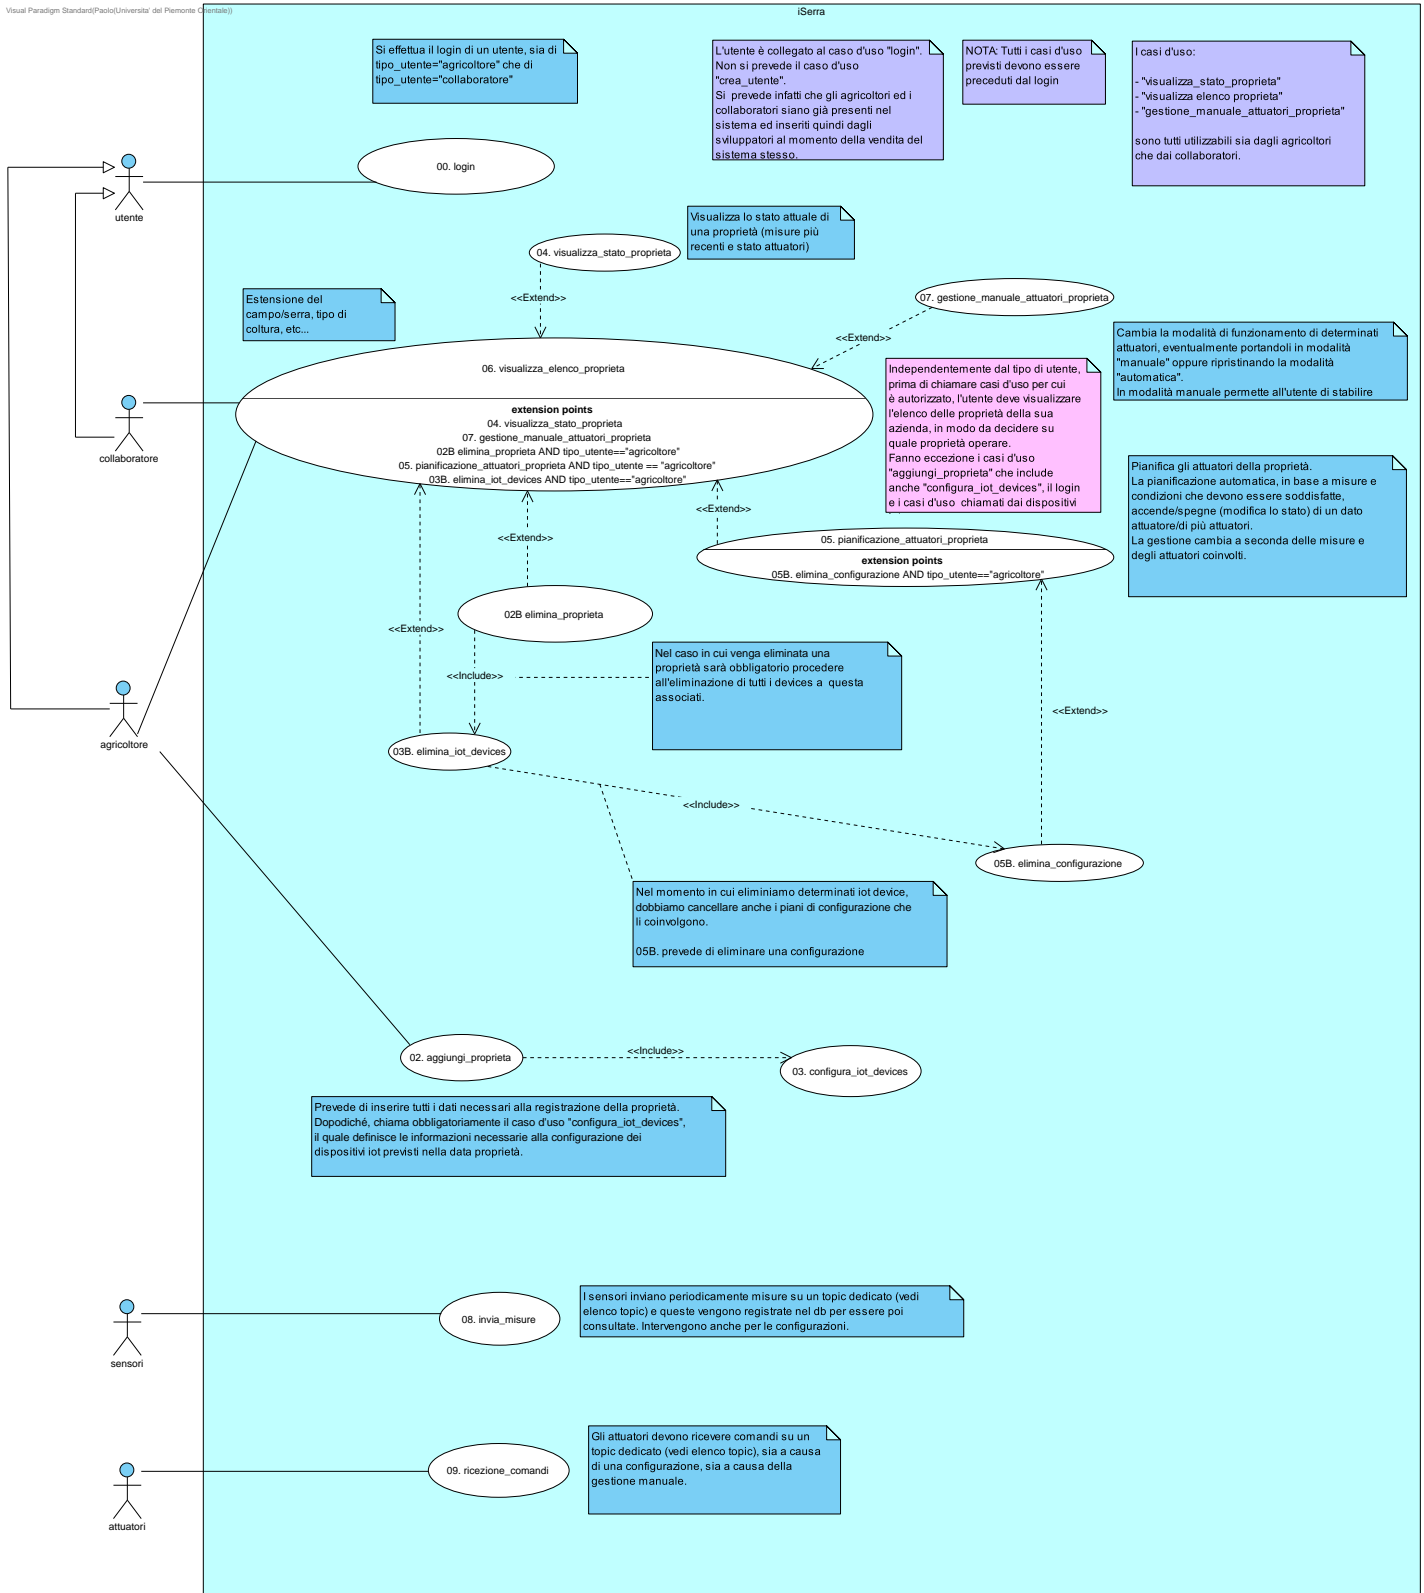 Visual Paradigm Standard(Paolo(Universita' del Piemonte Orientale))
iSerra
Si effettua il login di un utente, sia di
tipo_utente="agricoltore" che di
tipo_utente="collaboratore"
L'utente è collegato al caso d'uso "login".
Non si prevede il caso d'uso
"crea_utente".
Si prevede infatti che gli agricoltori ed i
collaboratori siano già presenti nel
sistema ed inseriti quindi dagli
sviluppatori al momento della vendita del
sistema stesso.
NOTA: Tutti i casi d'uso
previsti devono essere
preceduti dal login
I casi d'uso:
- "visualizza_stato_proprieta"
- "visualizza elenco proprieta"
- "gestione_manuale_attuatori_proprieta"
sono tutti utilizzabili sia dagli agricoltori
che dai collaboratori.
00. login
utente
Visualizza lo stato attuale di
una proprietà (misure più
recenti e stato attuatori)
04. visualizza_stato_proprieta
<<Extend>>
07. gestione_manuale_attuatori_proprieta
<<Extend>>
Estensione del
campo/serra, tipo di
coltura, etc...
Cambia la modalità di funzionamento di determinati
attuatori, eventualmente portandoli in modalità
"manuale" oppure ripristinando la modalità
"automatica".
In modalità manuale permette all'utente di stabilire
06. visualizza_elenco_proprieta
extension points
04. visualizza_stato_proprieta
07. gestione_manuale_attuatori_proprieta
02B elimina_proprieta AND tipo_utente=="agricoltore"
05. pianificazione_attuatori_proprieta AND tipo_utente == "agricoltore"
03B. elimina_iot_devices AND tipo_utente=="agricoltore"
Independentemente dal tipo di utente,
prima di chiamare casi d'uso per cui
è autorizzato, l'utente deve visualizzare
l'elenco delle proprietà della sua
azienda, in modo da decidere su
quale proprietà operare.
Fanno eccezione i casi d'uso
"aggiungi_proprieta" che include
anche "configura_iot_devices", il login
e i casi d'uso chiamati dai dispositivi
collaboratore
Pianifica gli attuatori della proprietà.
La pianificazione automatica, in base a misure e
condizioni che devono essere soddisfatte,
accende/spegne (modifica lo stato) di un dato
attuatore/di più attuatori.
La gestione cambia a seconda delle misure e
degli attuatori coinvolti.
<<Extend>>
<<Extend>>
05. pianificazione_attuatori_proprieta
extension points
05B. elimina_configurazione AND tipo_utente=="agricoltore"
02B elimina_proprieta
<<Extend>>
<<Include>>
Nel caso in cui venga eliminata una
proprietà sarà obbligatorio procedere
all'eliminazione di tutti i devices a questa
associati.
<<Extend>>
agricoltore
03B. elimina_iot_devices
<<Include>>
05B. elimina_configurazione
Nel momento in cui eliminiamo determinati iot device,
dobbiamo cancellare anche i piani di configurazione che
li coinvolgono.
05B. prevede di eliminare una configurazione
02. aggiungi_proprieta
<<Include>>
03. configura_iot_devices
Prevede di inserire tutti i dati necessari alla registrazione della proprietà.
Dopodiché, chiama obbligatoriamente il caso d'uso "configura_iot_devices",
il quale definisce le informazioni necessarie alla configurazione dei
dispositivi iot previsti nella data proprietà.
I sensori inviano periodicamente misure su un topic dedicato (vedi
elenco topic) e queste vengono registrate nel db per essere poi
consultate. Intervengono anche per le configurazioni.
08. invia_misure
sensori
Gli attuatori devono ricevere comandi su un
topic dedicato (vedi elenco topic), sia a causa
di una configurazione, sia a causa della
gestione manuale.
09. ricezione_comandi
attuatori